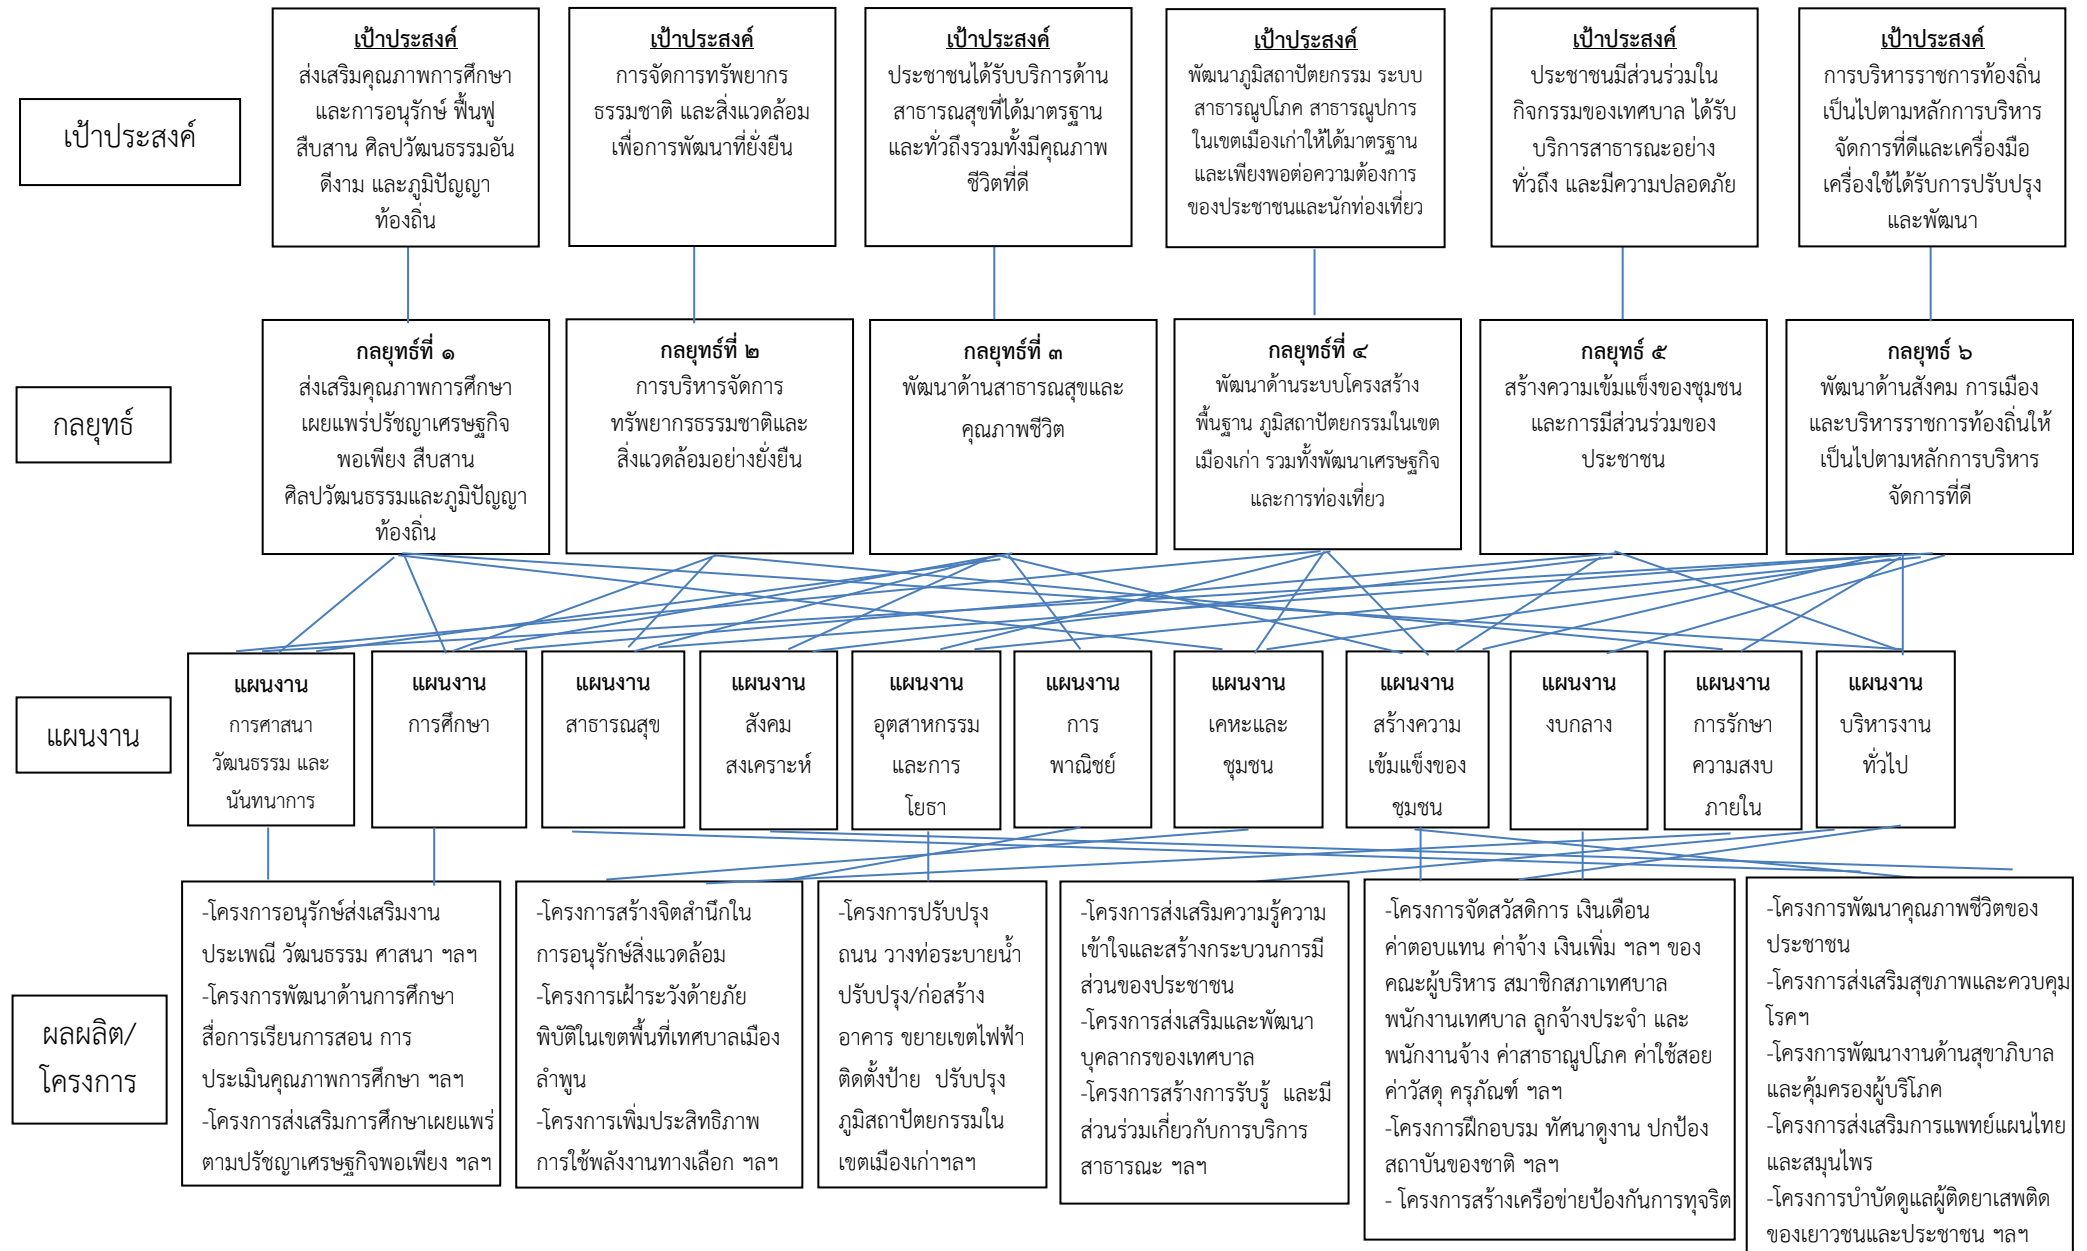 เป้าประสงค์
เป้าประสงค์
ส่งเสริมคุณภาพการศึกษา
และการอนุรักษ์ ฟื้นฟู
สืบสาน ศิลปวัฒนธรรมอัน
ดีงาม และภูมิปัญญา
ท้องถิ่น
เป้าประสงค์
การจัดการทรัพยากร
ธรรมชาติ และสิ่งแวดล้อม
เพื่อการพัฒนาที่ยั่งยืน
เป้าประสงค์
ประชาชนได้รับบริการด้าน
สาธารณสุขที่ได้มาตรฐาน
และทั่วถึงรวมทั้งมีคุณภาพ
ชีวิตที่ดี
เป้าประสงค์
พัฒนาภูมิสถาปัตยกรรม ระบบ
สาธารณูปโภค สาธารณูปการ
ในเขตเมืองเก่าให้ได้มาตรฐาน
และเพียงพอต่อความต้องการ
ของประชาชนและนักท่องเที่ยว
เป้าประสงค์
ประชาชนมีส่วนร่วมใน
กิจกรรมของเทศบาล ได้รับ
บริการสาธารณะอย่าง
ทั่วถึง และมีความปลอดภัย
เป้าประสงค์
การบริหารราชการท้องถิ่น
เป็นไปตามหลักการบริหาร
จัดการที่ดีและเครื่องมือ
เครื่องใช้ได้รับการปรับปรุง
และพัฒนา
กลยุทธ์
กลยุทธ์ที่ ๑
ส่งเสริมคุณภาพการศึกษา
เผยแพร่ปรัชญาเศรษฐกิจ
พอเพียง สืบสาน
ศิลปวัฒนธรรมและภูมิปัญญา
ท้องถิ่น
กลยุทธ์ที่ ๒
การบริหารจัดการ
ทรัพยากรธรรมชาติและ
สิ่งแวดล้อมอย่างยั่งยืน
กลยุทธ์ที่ ๓
พัฒนาด้านสาธารณสุขและ
คุณภาพชีวิต
กลยุทธ์ที่ ๔
พัฒนาด้านระบบโครงสร้าง
พื้นฐาน ภูมิสถาปัตยกรรมในเขต
เมืองเก่า รวมทั้งพัฒนาเศรษฐกิจ
และการท่องเที่ยว
กลยุทธ์ ๕
สร้างความเข้มแข็งของชุมชน
และการมีส่วนร่วมของ
ประชาชน
กลยุทธ์ ๖
พัฒนาด้านสังคม การเมือง
และบริหารราชการท้องถิ่นให้
เป็นไปตามหลักการบริหาร
จัดการที่ดี
แผนงาน
แผนงาน
การศาสนา
วัฒนธรรม และ
นันทนาการ
แผนงาน
การศึกษา
แผนงาน
สาธารณสุข
แผนงาน
สังคม
สงเคราะห์
แผนงาน
อุตสาหกรรม
และการ
โยธา
แผนงาน
การ
พาณิชย์
แผนงาน
เคหะและ
ชุมชน
แผนงาน
สร้างความ
เข้มแข็งของ
ชุมชน
แผนงาน
งบกลาง
แผนงาน
การรักษา
ความสงบ
ภายใน
แผนงาน
บริหารงาน
ทั่วไป
ผลผลิต/
โครงการ
-โครงการอนุรักษ์ส่งเสริมงาน
ประเพณี วัฒนธรรม ศาสนา ฯลฯ
-โครงการพัฒนาด้านการศึกษา
สื่อการเรียนการสอน การ
ประเมินคุณภาพการศึกษา ฯลฯ
-โครงการส่งเสริมการศึกษาเผยแพร่
ตามปรัชญาเศรษฐกิจพอเพียง ฯลฯ
-โครงการสร้างจิตสำนึกใน
การอนุรักษ์สิ่งแวดล้อม
-โครงการเฝ้าระวังด้ายภัย
พิบัติในเขตพื้นที่เทศบาลเมือง
ลำพูน
-โครงการเพิ่มประสิทธิภาพ
การใช้พลังงานทางเลือก ฯลฯ
-โครงการปรับปรุง
ถนน วางท่อระบายน้ำ
ปรับปรุง/ก่อสร้าง
อาคาร ขยายเขตไฟฟ้า
ติดตั้งป้าย ปรับปรุง
ภูมิสถาปัตยกรรมใน
เขตเมืองเก่าฯลฯ
-โครงการส่งเสริมความรู้ความ
เข้าใจและสร้างกระบวนการมี
ส่วนของประชาชน
-โครงการส่งเสริมและพัฒนา
บุคลากรของเทศบาล
-โครงการสร้างการรับรู้ และมี
ส่วนร่วมเกี่ยวกับการบริการ
สาธารณะ ฯลฯ
-โครงการจัดสวัสดิการ เงินเดือน
ค่าตอบแทน ค่าจ้าง เงินเพิ่ม ฯลฯ ของ
คณะผู้บริหาร สมาชิกสภาเทศบาล
พนักงานเทศบาล ลูกจ้างประจำ และ
พนักงานจ้าง ค่าสาธาณูปโภค ค่าใช้สอย
ค่าวัสดุ ครุภัณฑ์ ฯลฯ
-โครงการฝึกอบรม ทัศนาดูงาน ปกป้อง
สถาบันของชาติ ฯลฯ
- โครงการสร้างเครือข่ายป้องกันการทุจริต
-โครงการพัฒนาคุณภาพชีวิตของ
ประชาชน
-โครงการส่งเสริมสุขภาพและควบคุม
โรคฯ
-โครงการพัฒนางานด้านสุขาภิบาล
และคุ้มครองผู้บริโภค
-โครงการส่งเสริมการแพทย์แผนไทย
และสมุนไพร
-โครงการบำบัดดูแลผู้ติดยาเสพติด
ของเยาวชนและประชาชน ฯลฯ